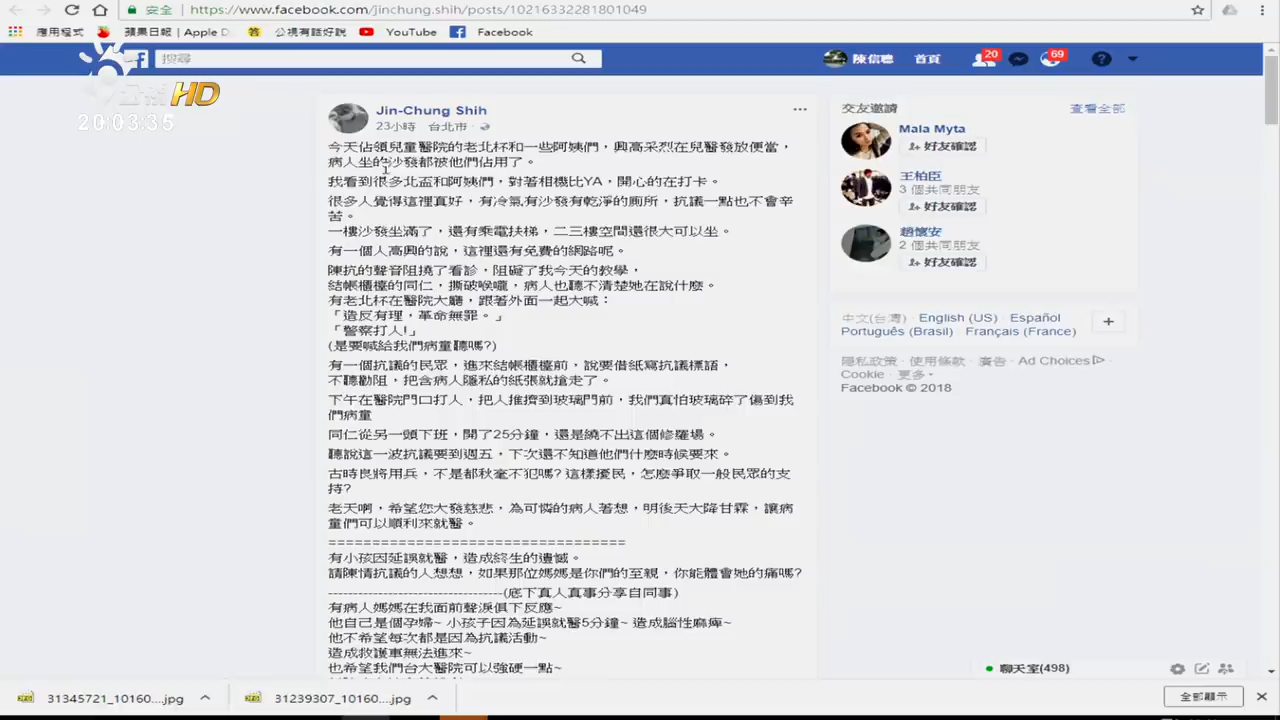 安全 https://www.facebook.com/jinchung.shih/posts/10216332281801049
應用程式 蘋果日報 | Apple D 答 公視有話好說 YouTube Facebook
搜尋 陳信聰 首頁 20 69
公視HD
20:03:35
Jin-Chung Shih
23小時 台北市
今天佔領兒童醫院的老北杯和一些阿姨們，興高采烈在兒醫發放便當，
病人坐的沙發都被他們佔用了。
我看到很多北盃和阿姨們，對著相機比YA，開心的在打卡。
很多人覺得這裡真好，有冷氣有沙發有乾淨的廁所，抗議一點也不會辛
苦。
一樓沙發坐滿了，還有乘電扶梯，二三樓空間還很大可以坐。
有一個人高興的說，這裡還有免費的網路呢。
陳抗的聲音阻撓了看診，阻礙了我今天的教學，
結帳櫃檯的同仁，撕破喉嚨，病人也聽不清楚她在說什麼。
有老北杯在醫院大廳，跟著外面一起大喊：
「造反有理，革命無罪。」
「警察打人!」
(是要喊給我們病童聽嗎?)
有一個抗議的民眾，進來結帳櫃檯前，說要借紙寫抗議標語，
不聽勸阻，把含病人隱私的紙張就搶走了。
下午在醫院門口打人，把人推擠到玻璃門前，我們真怕玻璃碎了傷到我
們病童
同仁從另一頭下班，開了25分鐘，還是繞不出這個修羅場。
聽說這一波抗議要到週五，下次還不知道他們什麼時候要來。
古時良將用兵，不是都秋毫不犯嗎? 這樣擾民，怎麼爭取一般民眾的支
持?
老天啊，希望您大發慈悲，為可憐的病人著想，明後天大降甘霖，讓病
童們可以順利來就醫。
==================================
有小孩因延誤就醫，造成終生的遺憾。
請陳情抗議的人想想，如果那位媽媽是你們的至親，你能體會她的痛嗎?
--------------------------------(底下真人真事分享自同事)
有病人媽媽在我面前聲淚俱下反應~
他自己是個孕婦~ 小孩子因為延誤就醫5分鐘~ 造成腦性麻痺~
他不希望每次都是因為抗議活動~
造成救護車無法進來~
也希望我們台大醫院可以強硬一點~
交友邀請 查看全部
Mala Myta
好友確認
王柏臣
3 個共同朋友
好友確認
趙懷安
2 個共同朋友
好友確認
中文(台灣) · English (US) · Español
Português (Brasil) · Français (France)
隱私政策 · 使用條款 · 廣告 · Ad Choices
Cookie · 更多
Facebook © 2018
聊天室(498)
31345721_10160....jpg 31239307_10160....jpg 全部顯示